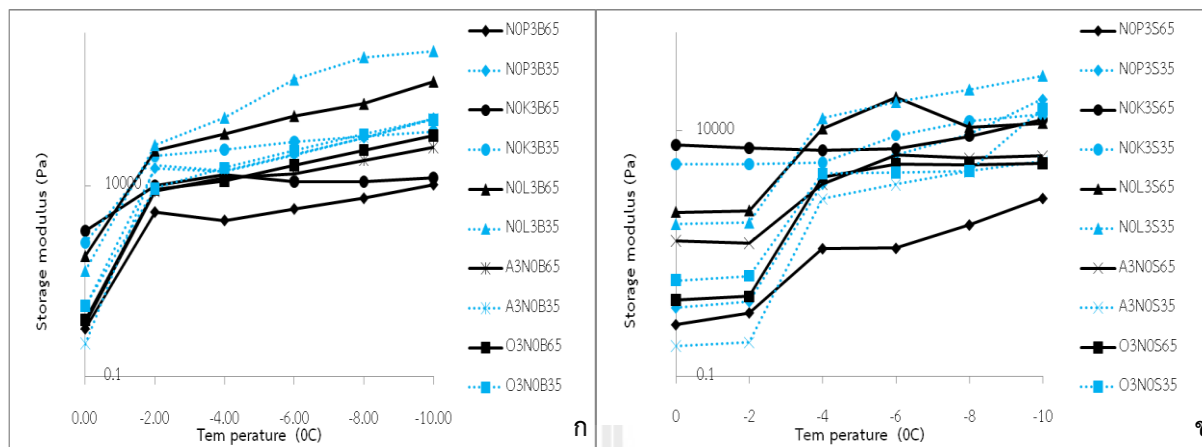 Storage modulus (Pa)
10000
0.1
0.00 -2.00 -4.00 -6.00 -8.00 -10.00
Tem perature (0C)
N0P3B65
N0P3B35
N0K3B65
N0K3B35
N0L3B65
N0L3B35
A3N0B65
A3N0B35
O3N0B65
O3N0B35
ก
Storage modulus (Pa)
10000
0.1
0 -2 -4 -6 -8 -10
Tem perature (0C)
N0P3S65
N0P3S35
N0K3S65
N0K3S35
N0L3S65
N0L3S35
A3N0S65
A3N0S35
O3N0S65
O3N0S35